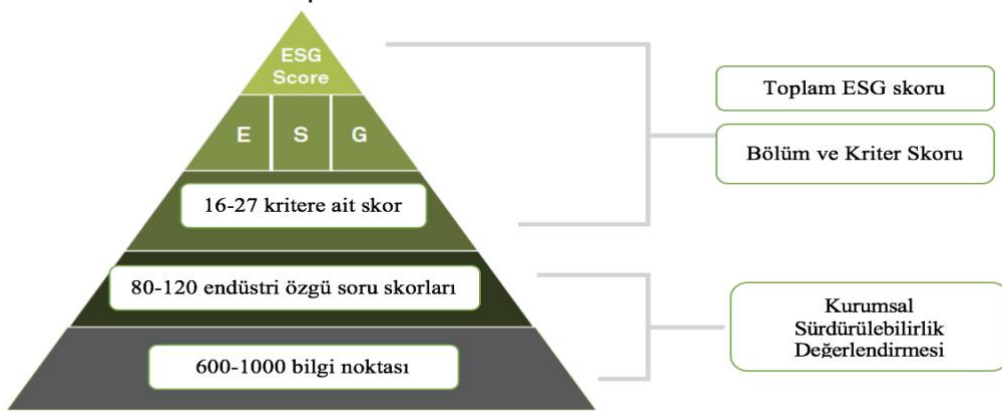 ESG
Score
E S G
16-27 kritere ait skor
80-120 endüstri özgü soru skorları
600-1000 bilgi noktası
Toplam ESG skoru
Bölüm ve Kriter Skoru
Kurumsal
Sürdürülebilirlik
Değerlendirmesi